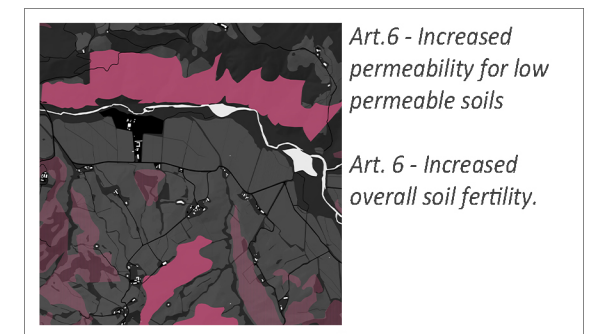 Art.6 - Increased
permeability for low
permeable soils
Art. 6 - Increased
overall soil fertility.